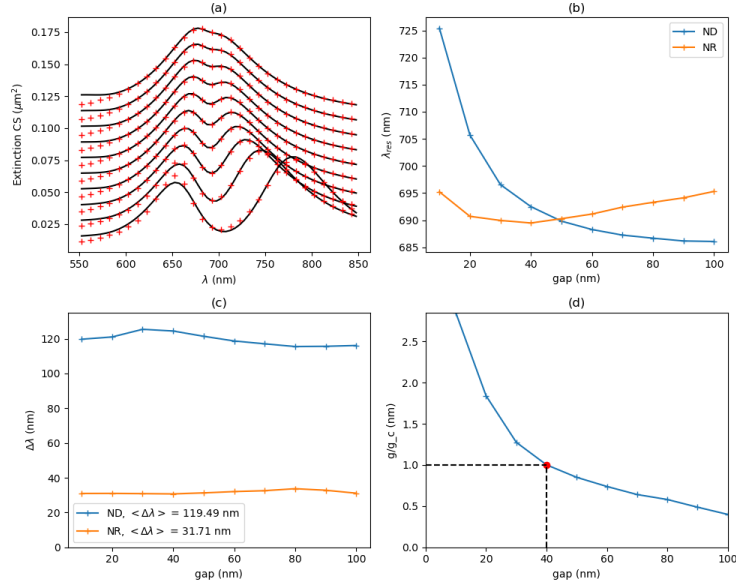 (a)
Extinction CS (μm²)
0.175
0.150
0.125
0.100
0.075
0.050
0.025
550 600 650 700 750 800 850
λ (nm)
(b)
λres (nm)
725
720
715
710
705
700
695
690
685
20 40 60 80 100
gap (nm)
ND
NR
(c)
Δλ (nm)
120
100
80
60
40
20
0
20 40 60 80 100
gap (nm)
ND, <Δλ> = 119.49 nm
NR, <Δλ> = 31.71 nm
(d)
g/g_c (nm)
2.5
2.0
1.5
1.0
0.5
0.0
0 20 40 60 80 100
gap (nm)